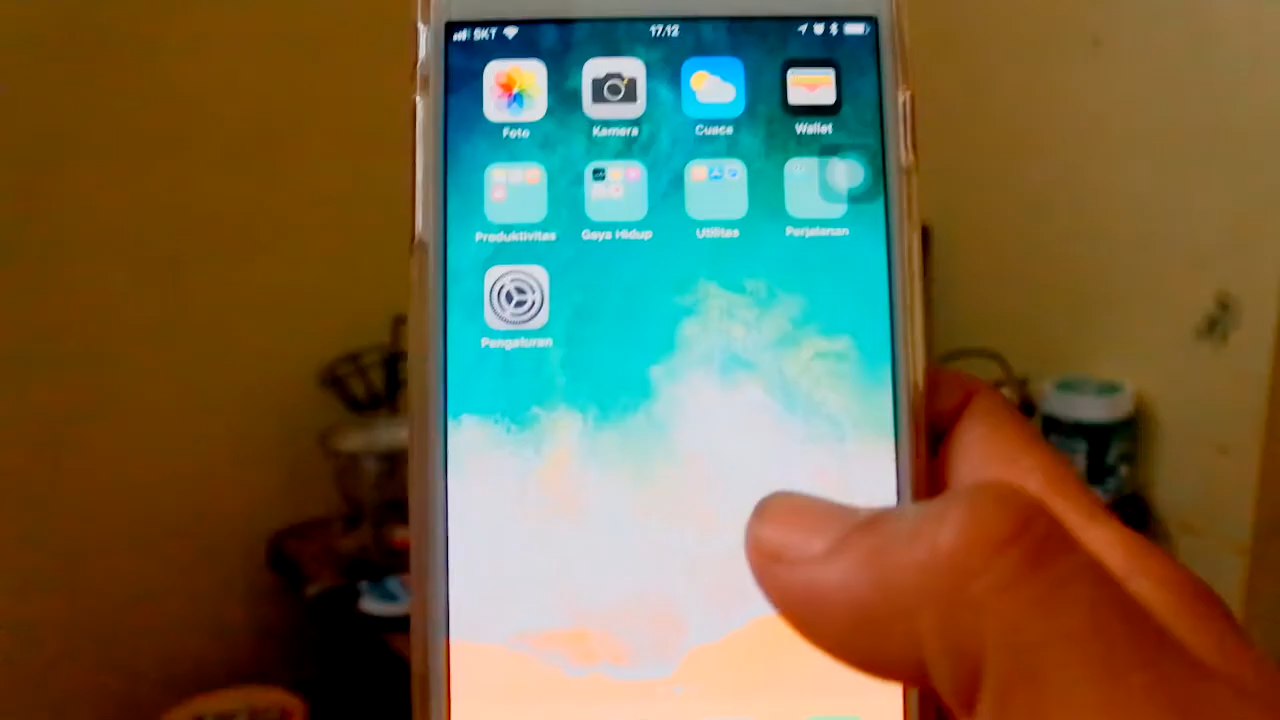 SKT 17.12
Foto Kamera Cuaca Wallet
Produktivitas Gaya Hidup Utilitas Perjalanan
Pengaturan